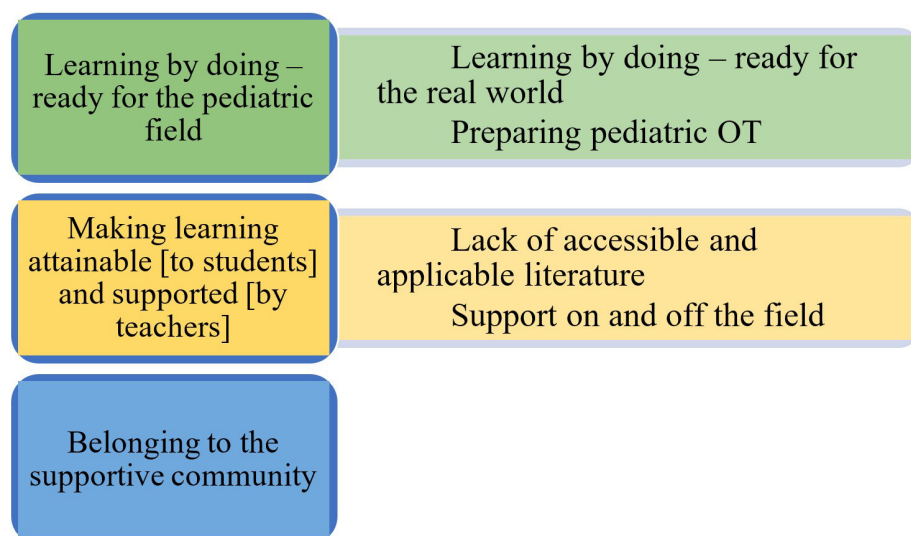 Learning by doing –
ready for the pediatric
field
Learning by doing – ready for
the real world
Preparing pediatric OT
Making learning
attainable [to students]
and supported [by
teachers]
Lack of accessible and
applicable literature
Support on and off the field
Belonging to the
supportive community